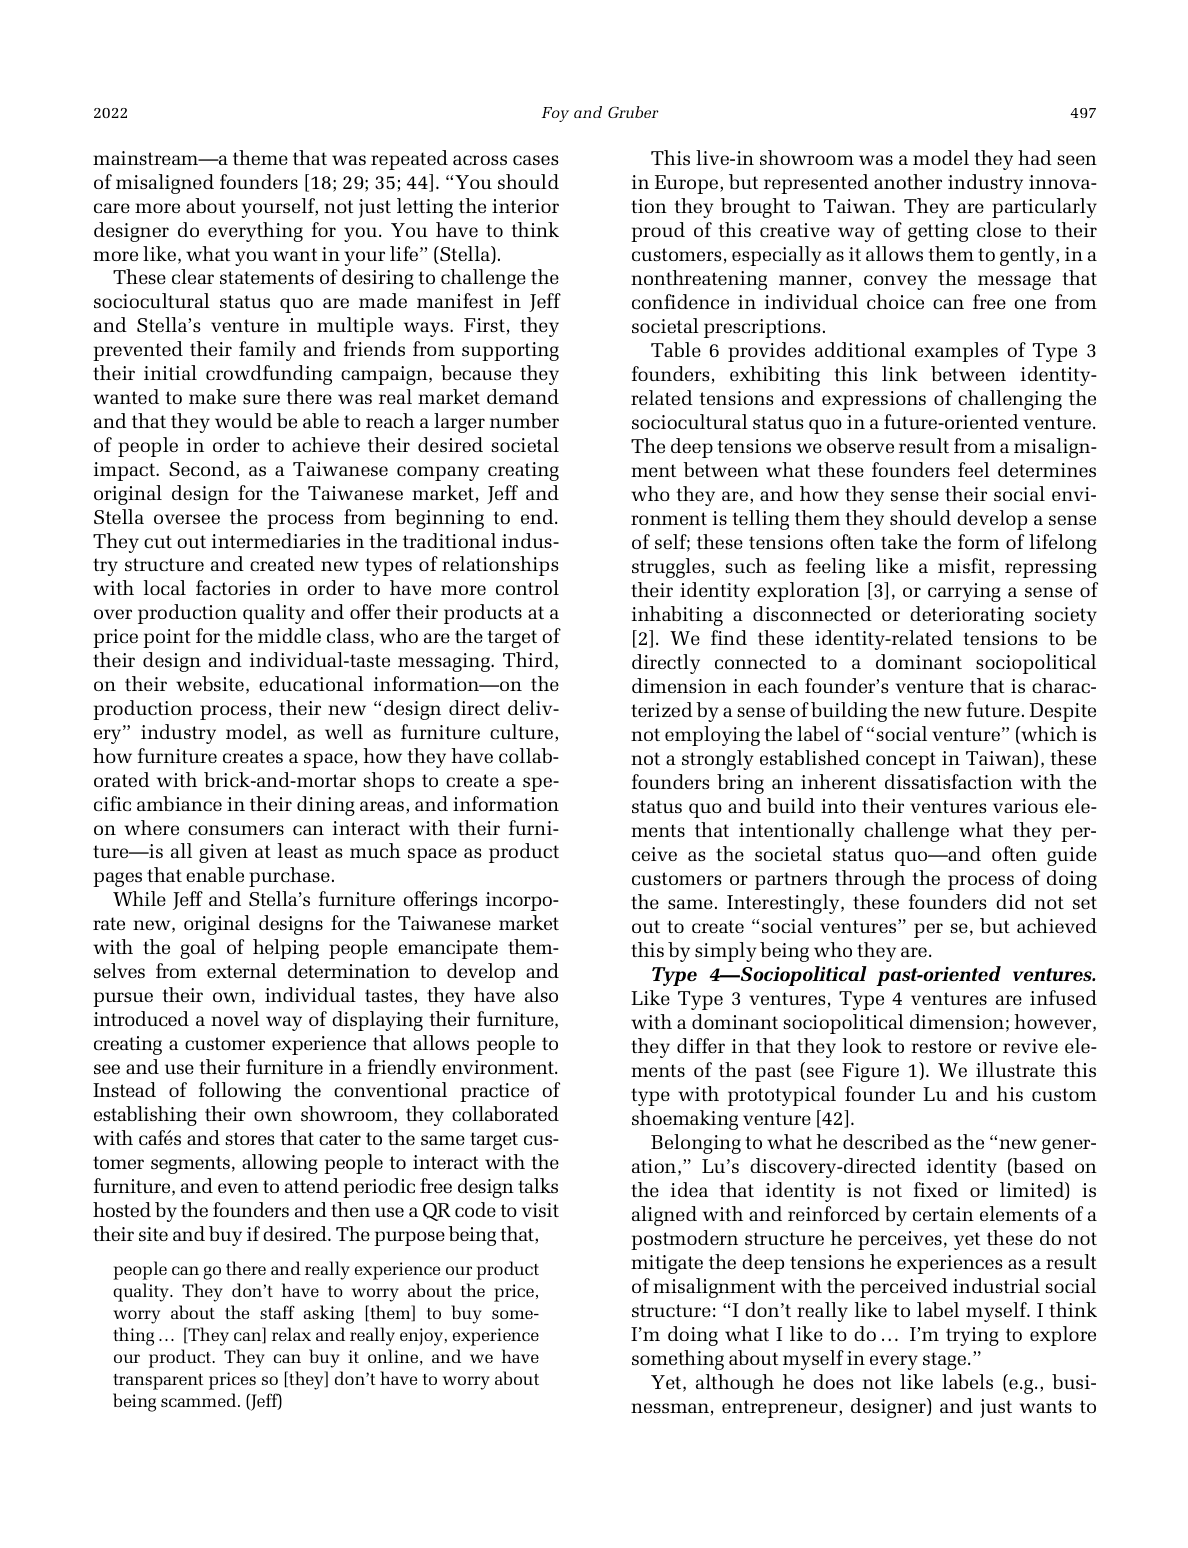 2022
Foy and Gruber
497
mainstream—a theme that was repeated across cases
of misaligned founders [18; 29; 35; 44]. “You should
care more about yourself, not just letting the interior
designer do everything for you. You have to think
more like, what you want in your life” (Stella).
These clear statements of desiring to challenge the
sociocultural status quo are made manifest in Jeff
and Stella’s venture in multiple ways. First, they
prevented their family and friends from supporting
their initial crowdfunding campaign, because they
wanted to make sure there was real market demand
and that they would be able to reach a larger number
of people in order to achieve their desired societal
impact. Second, as a Taiwanese company creating
original design for the Taiwanese market, Jeff and
Stella oversee the process from beginning to end.
They cut out intermediaries in the traditional indus-
try structure and created new types of relationships
with local factories in order to have more control
over production quality and offer their products at a
price point for the middle class, who are the target of
their design and individual-taste messaging. Third,
on their website, educational information—on the
production process, their new “design direct deliv-
ery” industry model, as well as furniture culture,
how furniture creates a space, how they have collab-
orated with brick-and-mortar shops to create a spe-
cific ambiance in their dining areas, and information
on where consumers can interact with their furni-
ture—is all given at least as much space as product
pages that enable purchase.
While Jeff and Stella’s furniture offerings incorpo-
rate new, original designs for the Taiwanese market
with the goal of helping people emancipate them-
selves from external determination to develop and
pursue their own, individual tastes, they have also
introduced a novel way of displaying their furniture,
creating a customer experience that allows people to
see and use their furniture in a friendly environment.
Instead of following the conventional practice of
establishing their own showroom, they collaborated
with cafés and stores that cater to the same target cus-
tomer segments, allowing people to interact with the
furniture, and even to attend periodic free design talks
hosted by the founders and then use a QR code to visit
their site and buy if desired. The purpose being that,
people can go there and really experience our product
quality. They don’t have to worry about the price,
worry about the staff asking [them] to buy some-
thing… [They can] relax and really enjoy, experience
our product. They can buy it online, and we have
transparent prices so [they] don’t have to worry about
being scammed. (Jeff)
This live-in showroom was a model they had seen
in Europe, but represented another industry innova-
tion they brought to Taiwan. They are particularly
proud of this creative way of getting close to their
customers, especially as it allows them to gently, in a
nonthreatening manner, convey the message that
confidence in individual choice can free one from
societal prescriptions.
Table 6 provides additional examples of Type 3
founders, exhibiting this link between identity-
related tensions and expressions of challenging the
sociocultural status quo in a future-oriented venture.
The deep tensions we observe result from a misalign-
ment between what these founders feel determines
who they are, and how they sense their social envi-
ronment is telling them they should develop a sense
of self; these tensions often take the form of lifelong
struggles, such as feeling like a misfit, repressing
their identity exploration [3], or carrying a sense of
inhabiting a disconnected or deteriorating society
[2]. We find these identity-related tensions to be
directly connected to a dominant sociopolitical
dimension in each founder’s venture that is charac-
terized by a sense of building the new future. Despite
not employing the label of “social venture” (which is
not a strongly established concept in Taiwan), these
founders bring an inherent dissatisfaction with the
status quo and build into their ventures various ele-
ments that intentionally challenge what they per-
ceive as the societal status quo—and often guide
customers or partners through the process of doing
the same. Interestingly, these founders did not set
out to create “social ventures” per se, but achieved
this by simply being who they are.
Type 4—Sociopolitical past-oriented ventures.
Like Type 3 ventures, Type 4 ventures are infused
with a dominant sociopolitical dimension; however,
they differ in that they look to restore or revive ele-
ments of the past (see Figure 1). We illustrate this
type with prototypical founder Lu and his custom
shoemaking venture [42].
Belonging to what he described as the “new gener-
ation,” Lu’s discovery-directed identity (based on
the idea that identity is not fixed or limited) is
aligned with and reinforced by certain elements of a
postmodern structure he perceives, yet these do not
mitigate the deep tensions he experiences as a result
of misalignment with the perceived industrial social
structure: “I don’t really like to label myself. I think
I’m doing what I like to do… I’m trying to explore
something about myself in every stage.”
Yet, although he does not like labels (e.g., busi-
nessman, entrepreneur, designer) and just wants to